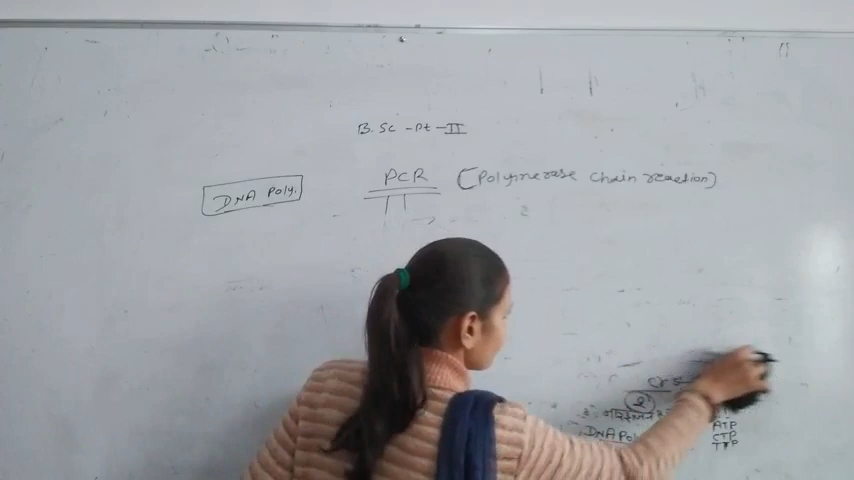 B.SC - Pt - II
PCR (Polymerase chain reaction)
DNA Poly.
ATP
DNA Pol
CTP
TTP